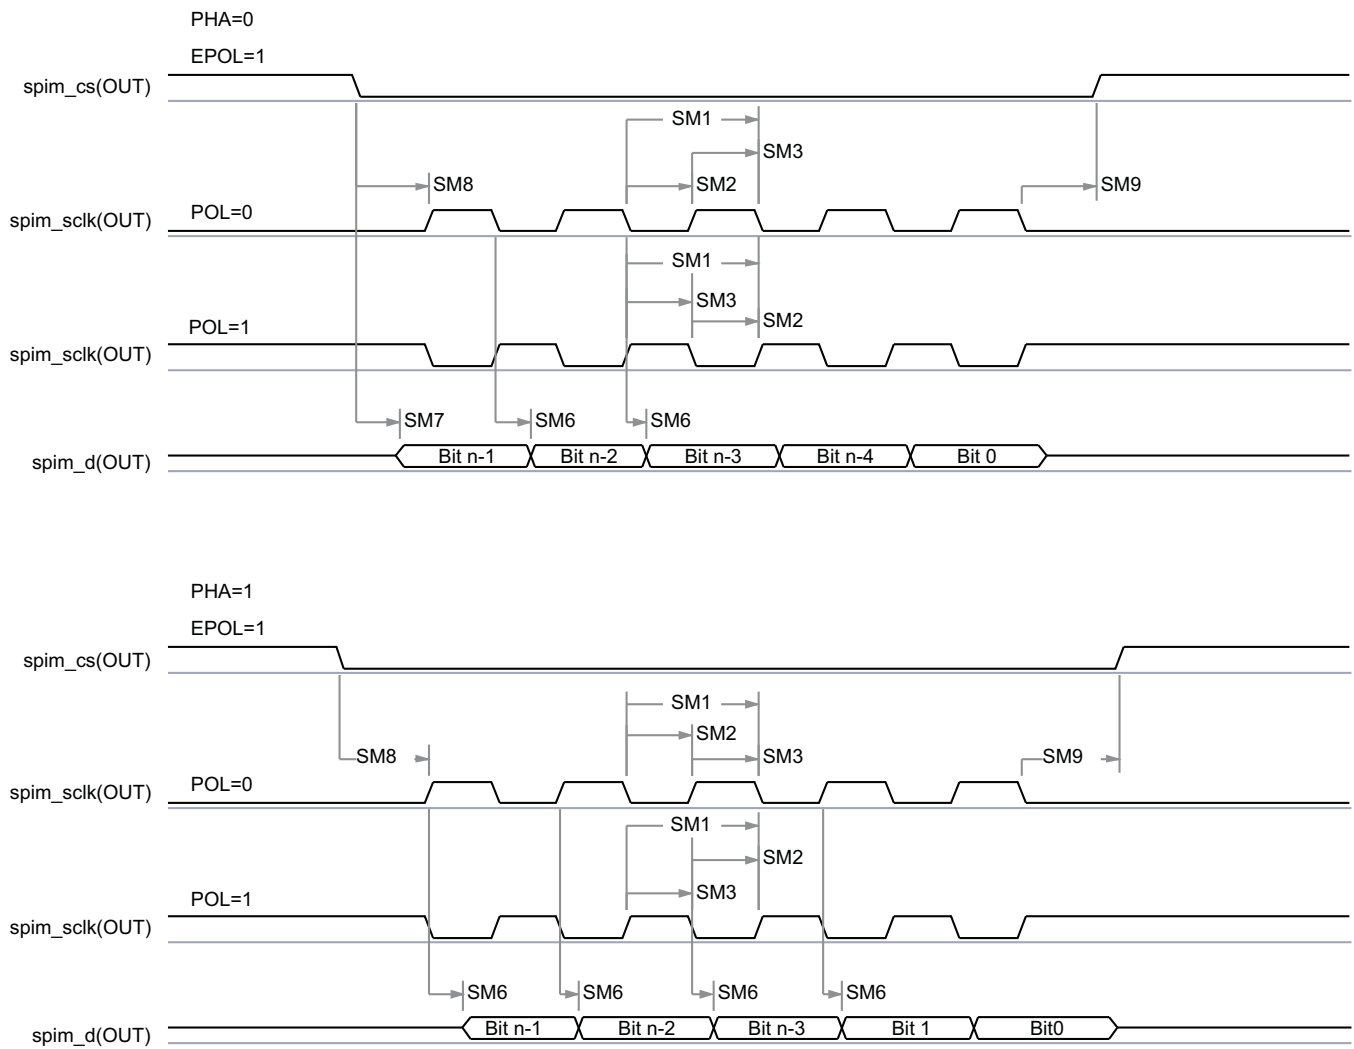 PHA=0
EPOL=1
spim_cs(OUT)
SM1
SM3
SM8
SM2
SM9
POL=0
spim_sclk(OUT)
SM1
SM3
SM2
POL=1
spim_sclk(OUT)
SM7
SM6
SM6
spim_d(OUT)
Bit n-1
Bit n-2
Bit n-3
Bit n-4
Bit 0
PHA=1
EPOL=1
spim_cs(OUT)
SM1
SM2
SM8
SM3
SM9
POL=0
spim_sclk(OUT)
SM1
SM2
SM3
POL=1
spim_sclk(OUT)
SM6
SM6
SM6
SM6
spim_d(OUT)
Bit n-1
Bit n-2
Bit n-3
Bit 1
Bit0